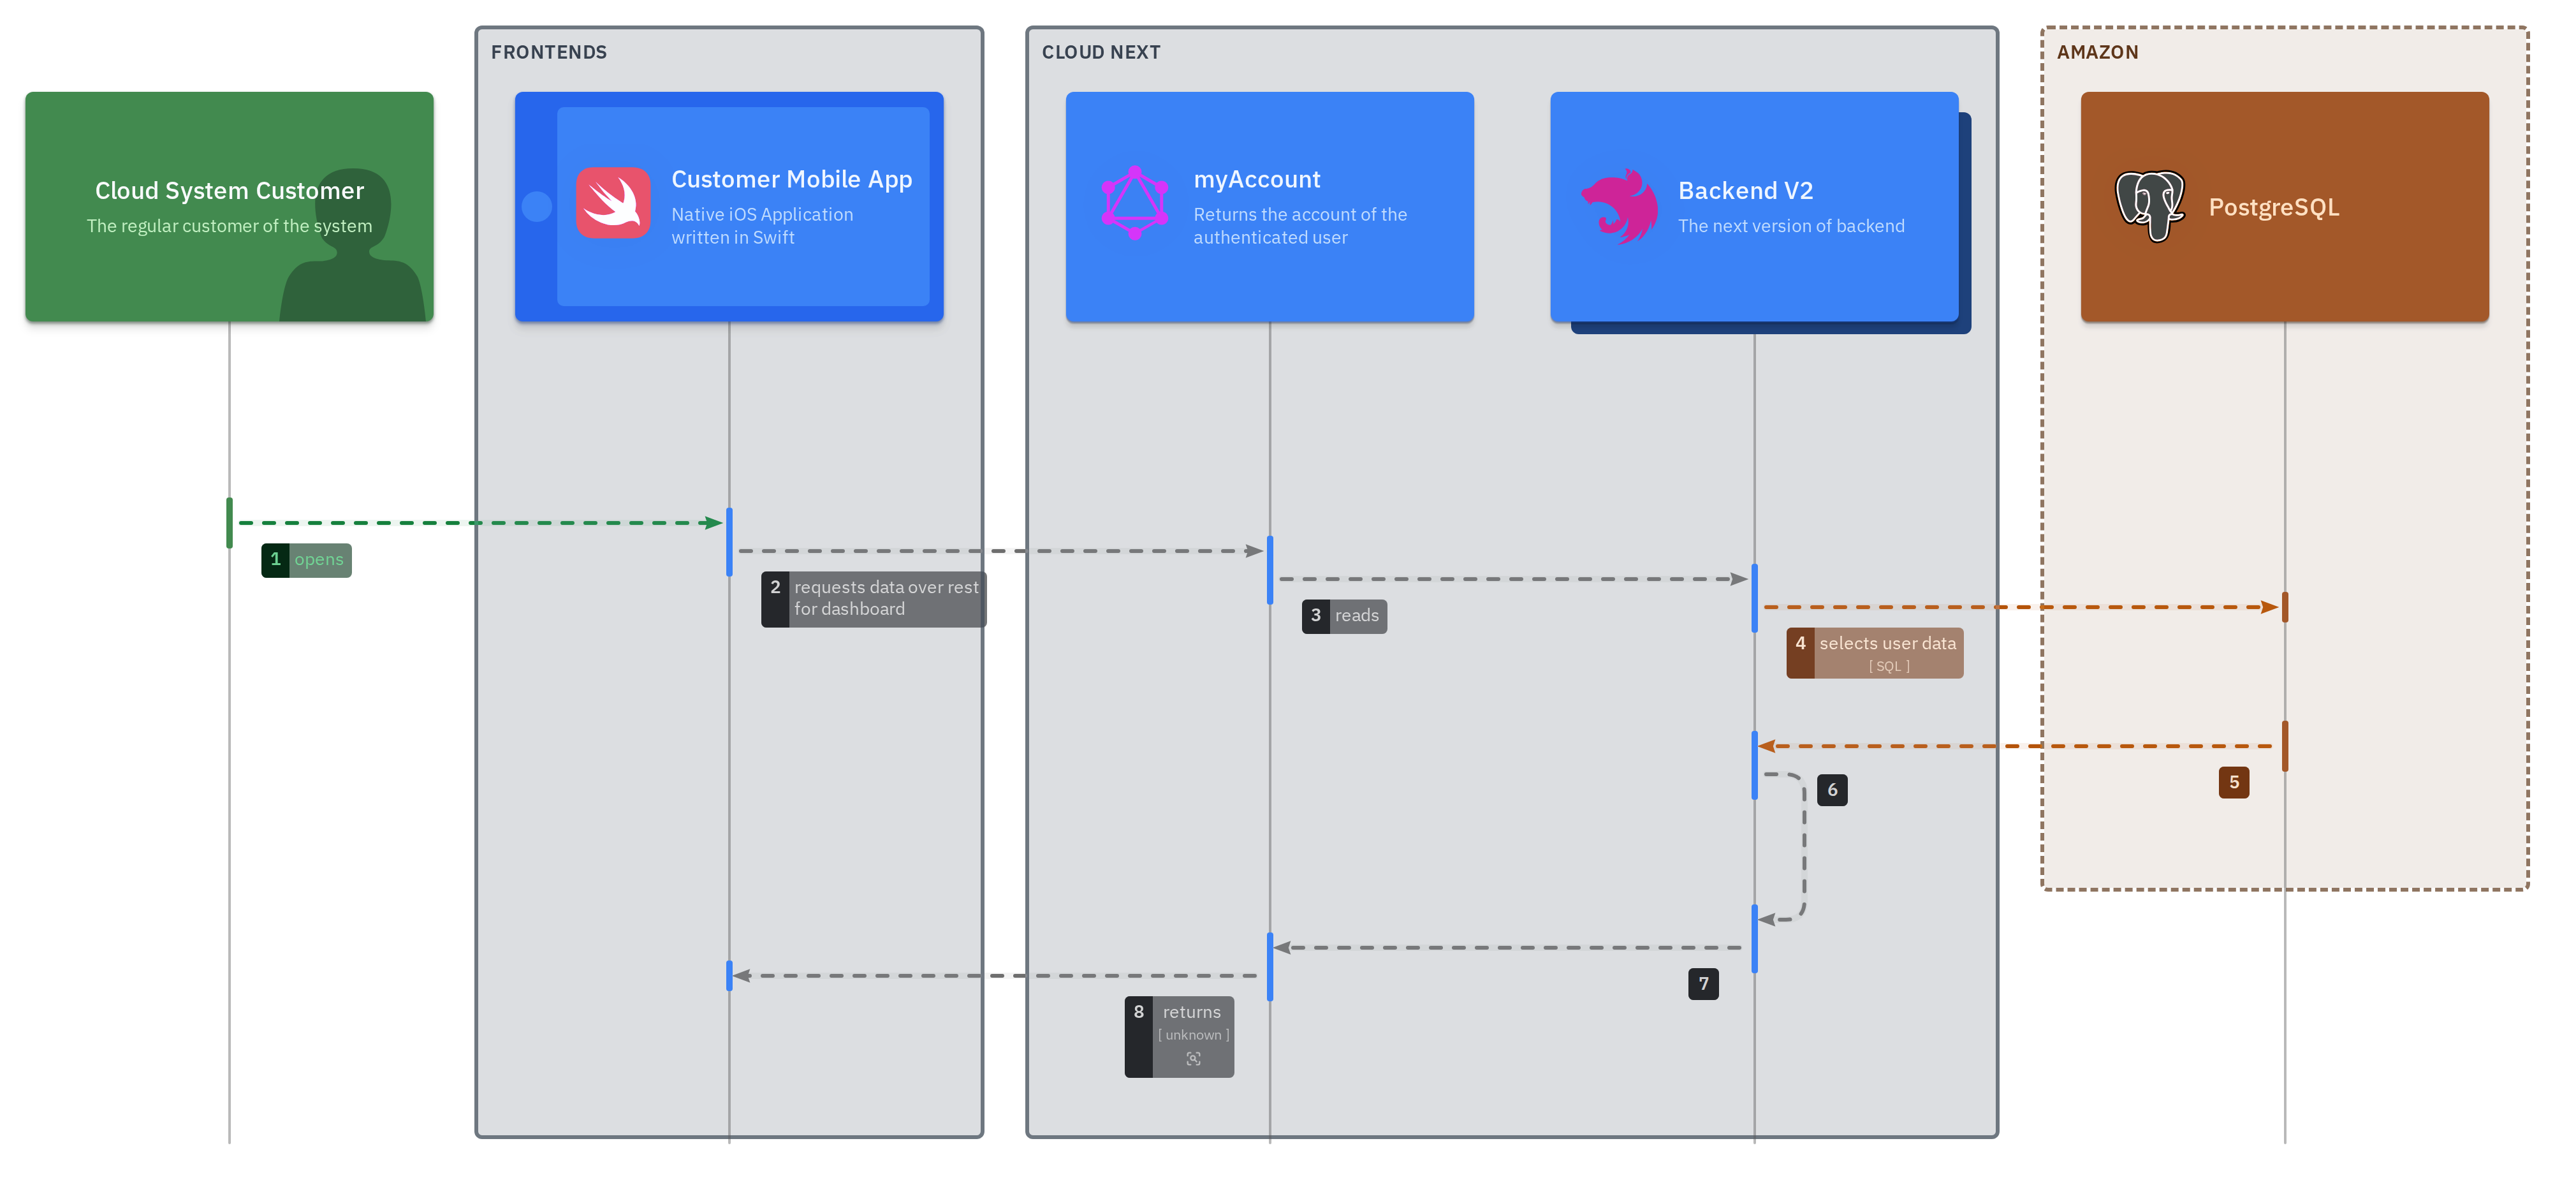 FRONTENDS
CLOUD NEXT
AMAZON
Cloud System Customer
The regular customer of the system
Customer Mobile App
Native iOS Application
written in Swift
myAccount
Returns the account of the
authenticated user
Backend V2
The next version of backend
PostgreSQL
1 opens
2 requests data over rest
for dashboard
3 reads
4 selects user data
[ SQL ]
5
6
7
8 returns
[ unknown ]